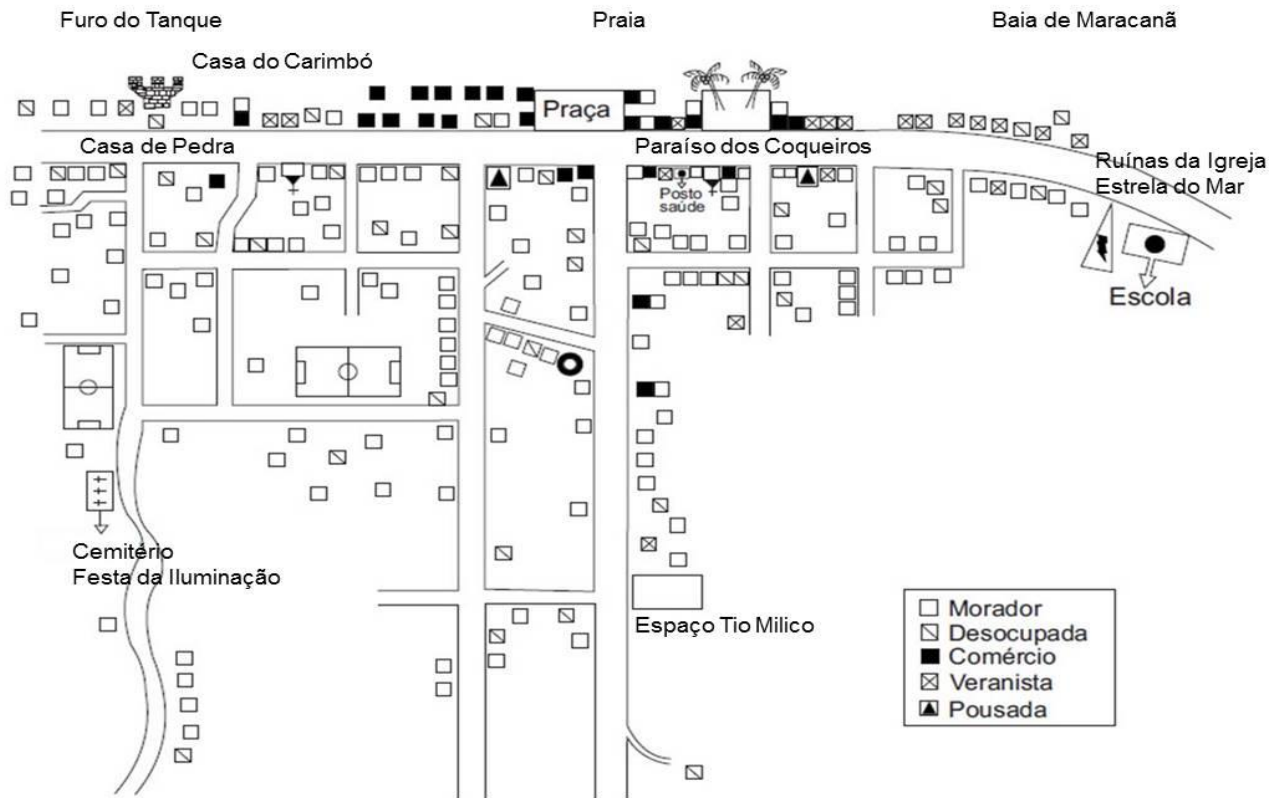 Furo do Tanque
Praia
Baia de Maracanã
Casa do Carimbó
Praça
Casa de Pedra
Paraíso dos Coqueiros
Ruínas da Igreja
Estrela do Mar
Posto
saúde
Escola
Cemitério
Festa da Iluminação
Espaço Tio Milico
Morador
Desocupada
Comércio
Veranista
Pousada